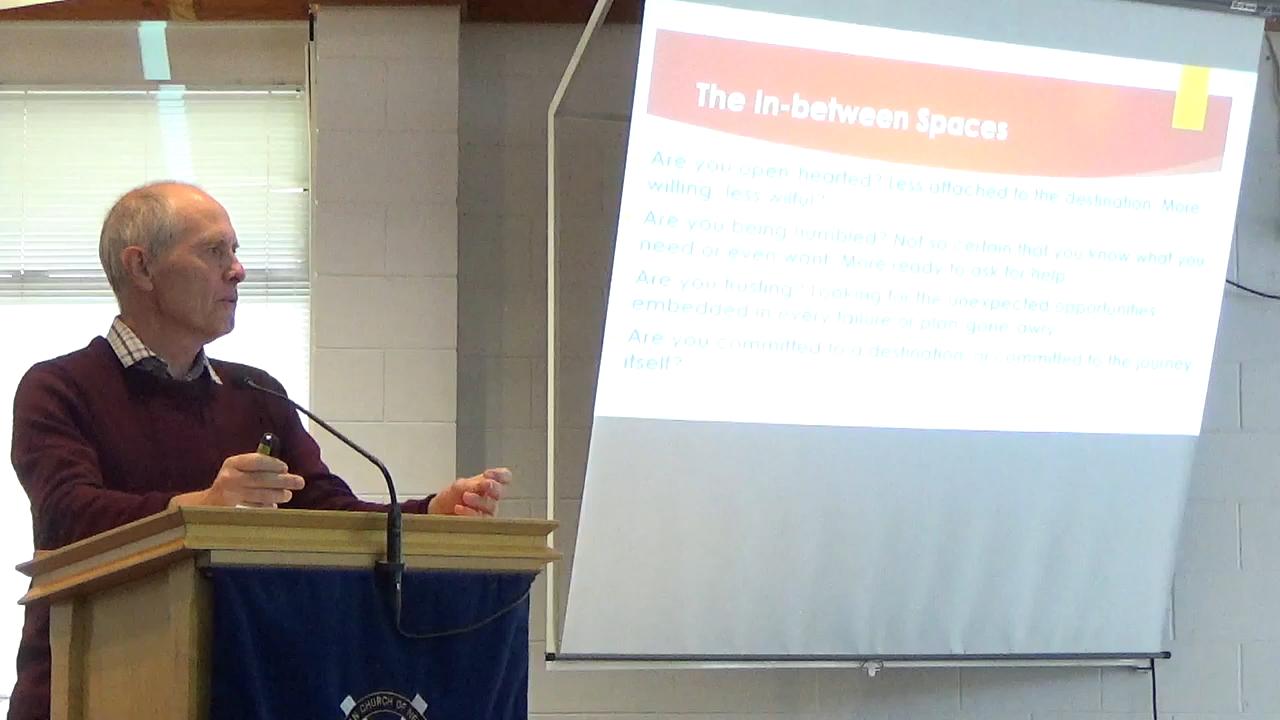 The In-between Spaces
Are you open hearted? Less attached to the destination. More
willing, less wilful?
Are you being humbled? Not so certain that you know what you
need or even want. More ready to ask for help.
Are you trusting? Looking for the unexpected opportunities
embedded in every failure or plan gone awry.
Are you committed to a destination, or committed to the journey
itself?
CHURCH OF